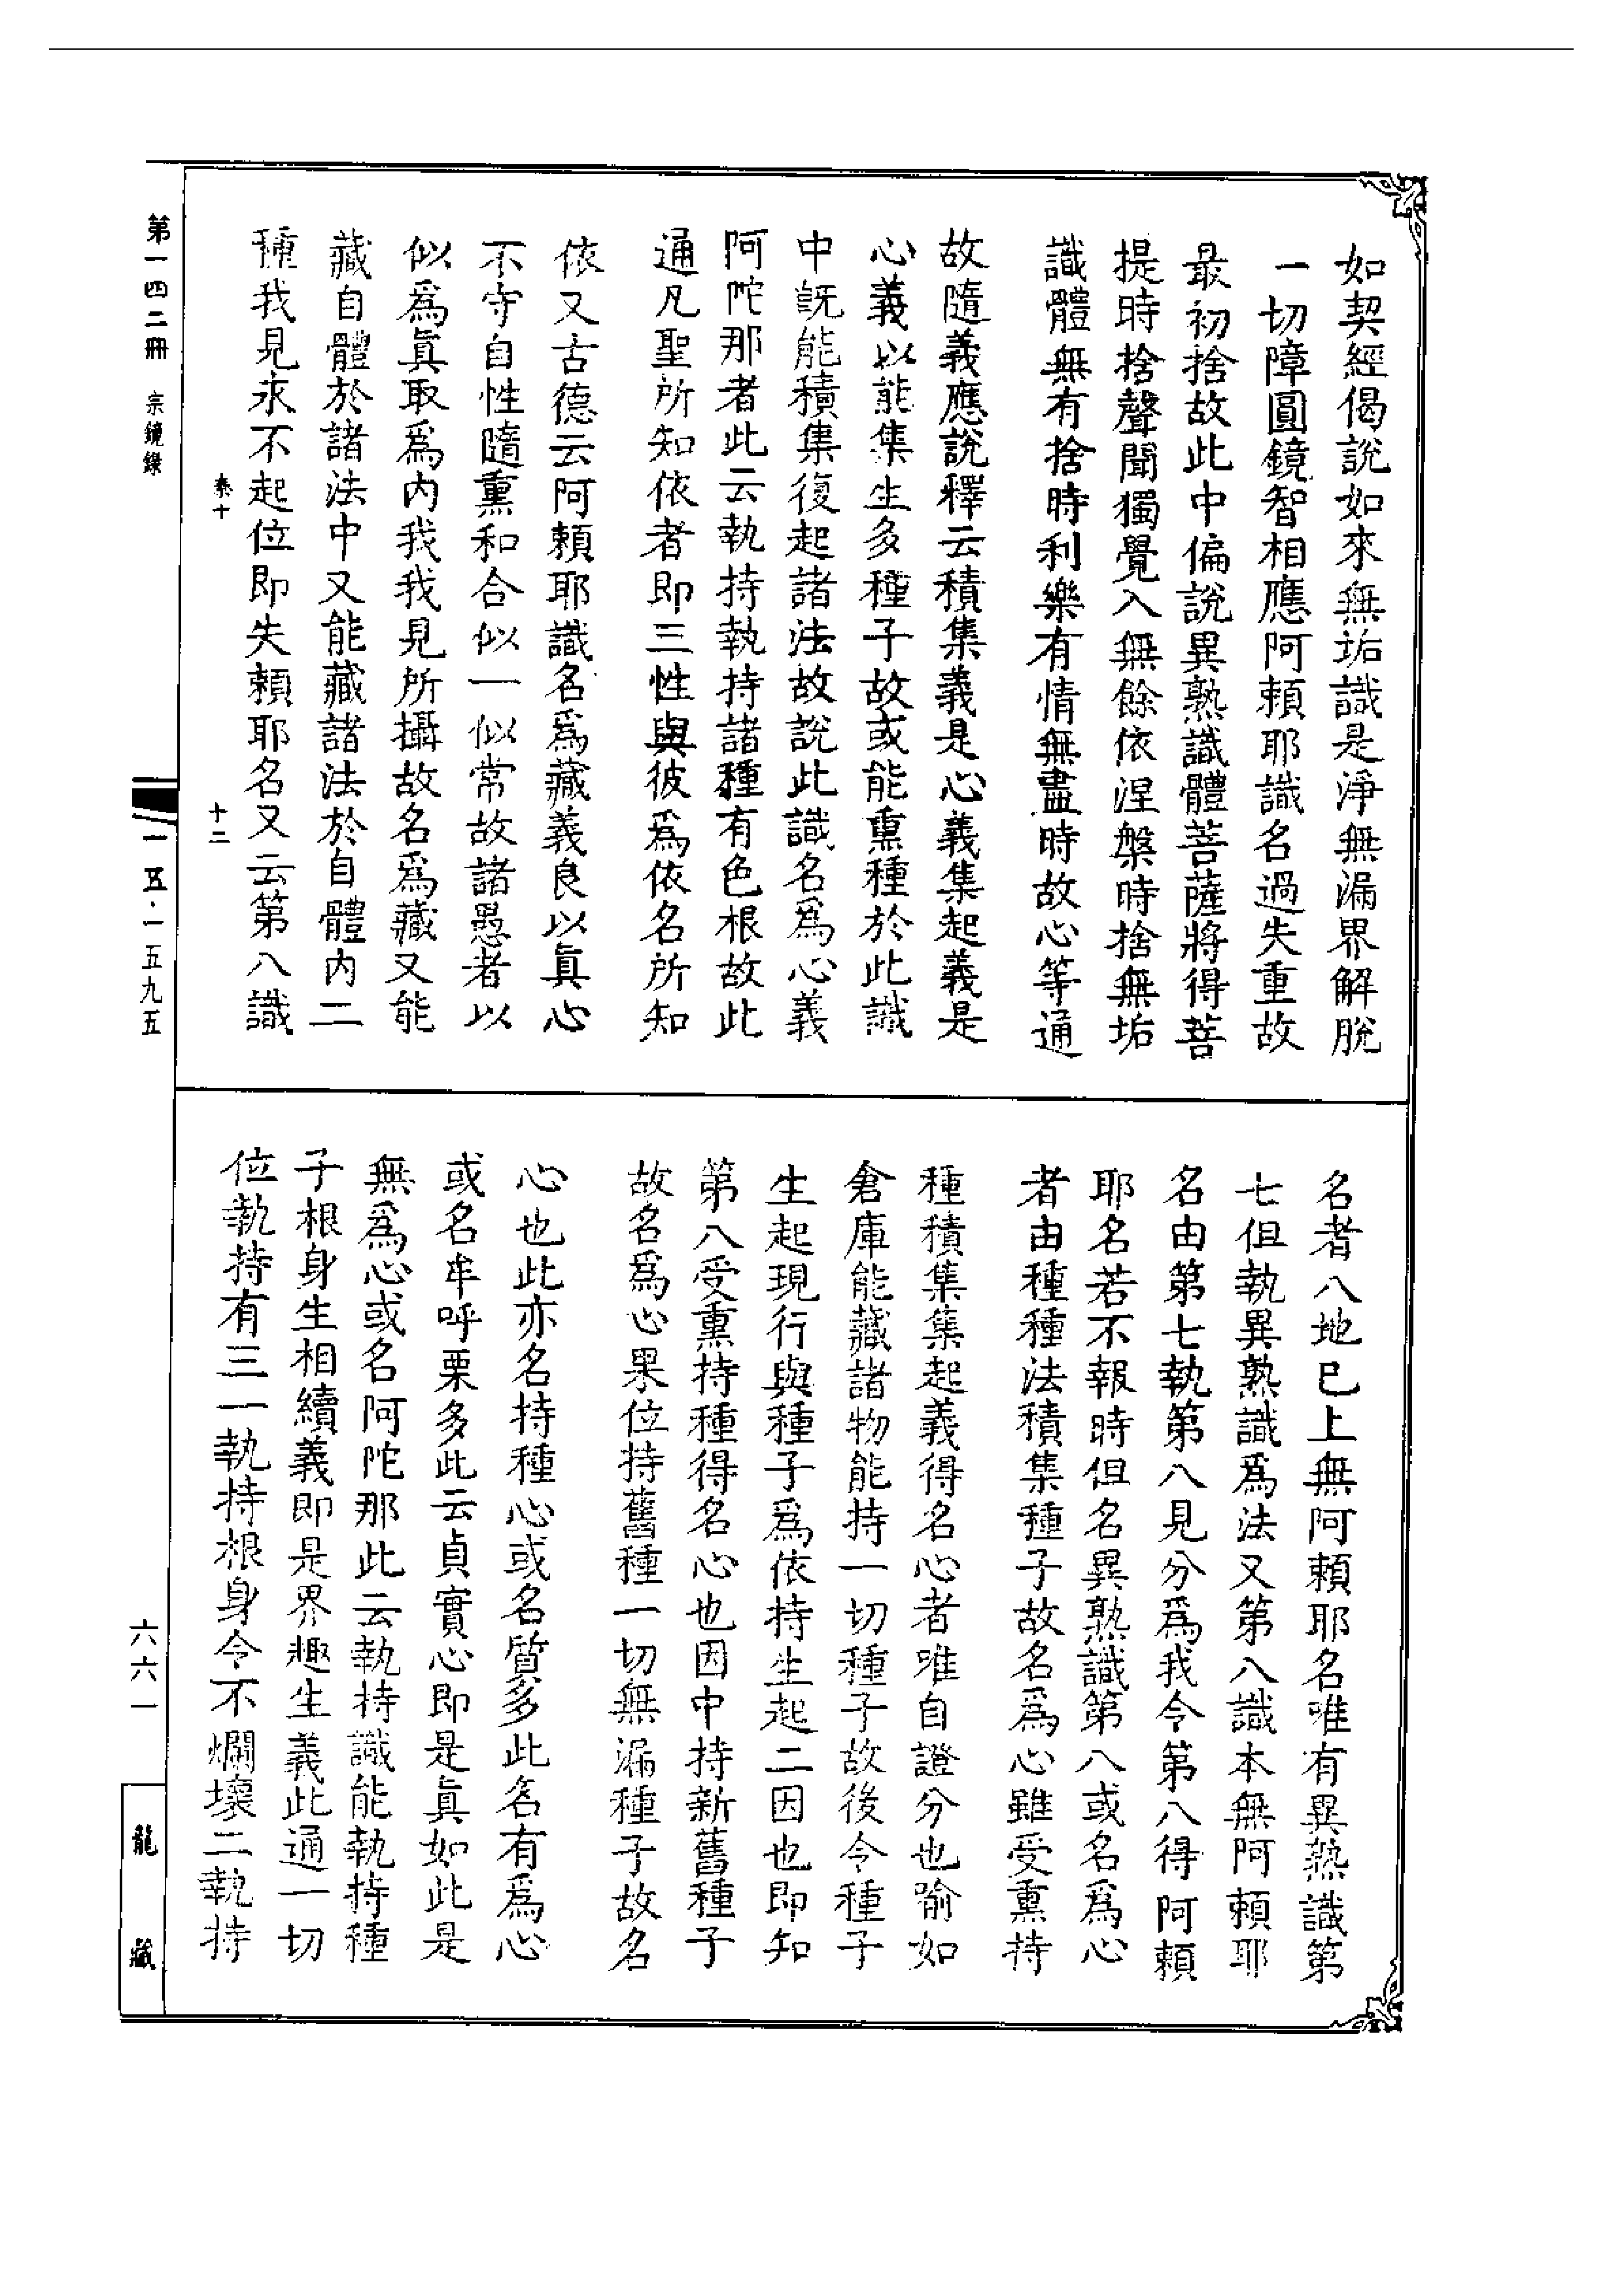 如契經偈說如來無垢識是淨無漏界解脫
一切障圓鏡智相應阿賴耶識名過失重故
最初捨故此中偏說異熟識體菩薩將得菩
提時捨聲聞獨覺入無餘依涅槃時捨無垢
識體無有捨時利樂有情無盡時故心等通
故隨義應說釋云積集義是心義集起義是
心義以能集生多種子故或能熏種於此識
中既能積集復起諸法故說此識名為心義
阿陀那者此云執持執持諸種有色根故此
通凡聖所知依者即三性與彼為依名所知
依又古德云阿賴耶識名為藏義良以真心
不守自性隨熏和合似一似常故諸愚者以
似為真取為內我我見所攝故名為藏又能
藏自體於諸法中又能藏諸法於自體內二
種我見永不起位即失賴耶名又云第八識
名者八地已上無阿賴耶名唯有異熟識第
七但執異熟識為法又第八識本無阿賴耶
名由第七執第八見分為我令第八得阿賴
耶名若不報時但名異熟識第八或名為心
者由種種法積集種子故名為心雖受熏持
種積集集起義得名心者唯自證分也喻如
倉庫能藏諸物能持一切種子故後令種子
生起現行與種子為依持生起二因也即知
第八受熏持種得名心也因中持新舊種子
故名為心果位持舊種一切無漏種子故名
心也此亦名持種心或名質多此名有為心
或名牟呼栗多此云貞實心即是真如此是
無為心或名阿陀那此云執持識能執持種
子根身生相續義即是界趣生義此通一切
位執持有三一執持根身令不爛壞二執持
第一四二冊 宗鏡錄
泰十
十二
一五·一五九五
六六一
龍藏